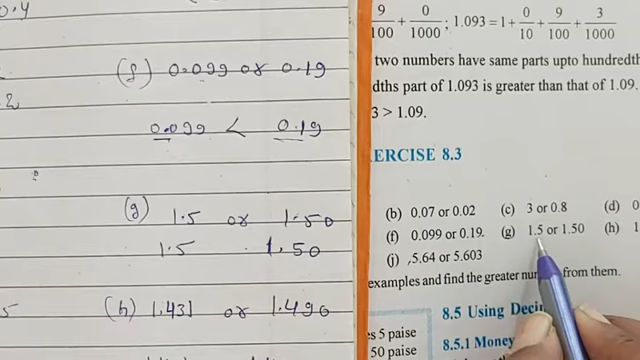 0.4
(f) 0.099 or 0.19
2
0.099 < 0.19
(g) 1.5 or 1.50
1.5 1.50
5 (h) 1.431 or 1.490
9/100 + 0/1000 ; 1.093 = 1 + 0/10 + 9/100 + 3/1000
two numbers have same parts upto hundredth
dths part of 1.093 is greater than that of 1.09.
3 > 1.09.
ERCISE 8.3
(b) 0.07 or 0.02 (c) 3 or 0.8 (d) 0
(f) 0.099 or 0.19. (g) 1.5 or 1.50 (h) 1
(j) 5.64 or 5.603
examples and find the greater from them.
8.5 Using Deci
es 5 paise
8.5.1 Money
50 paise